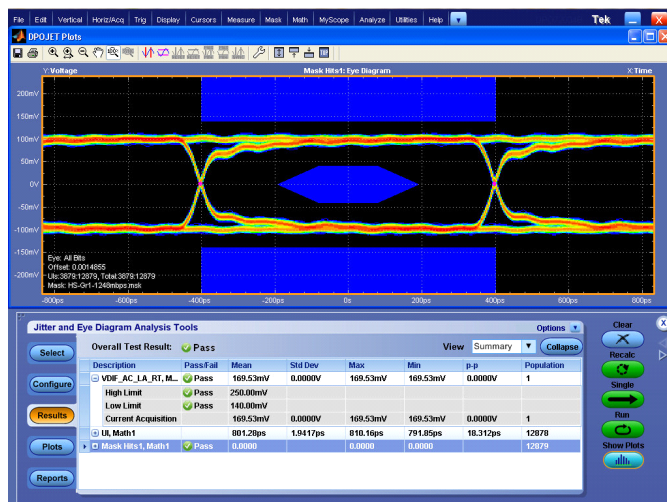 File Edit Vertical Horiz/Acq Trig Display Cursors Measure Mask Math MyScope Analyze Utilities Help Tek
DPOJET Plots
Y:Voltage Mask Hits1: Eye Diagram X:Time
200mV
150mV
100mV
50mV
0V
-50mV
-100mV
-150mV
-200mV
Eye: All Bits
Offset: 0.0014855
UIs:3879:12879, Total:3879:12879
Mask: HS-Gr1-1248mbps.msk
-800ps -600ps -400ps -200ps 0s 200ps 400ps 600ps 800ps
Jitter and Eye Diagram Analysis Tools Options
Clear
X
Select Overall Test Result: Pass View Summary Collapse
Recalc
Description Pass/Fail Mean Std Dev Max Min p-p Population
VDIF_AC_LA_RT, M... Pass 169.53mV 0.0000V 169.53mV 169.53mV 0.0000V 1
Configure
Single
High Limit Pass 250.00mV
Low Limit Pass 140.00mV
Results
Current Acquisition 169.53mV 0.0000V 169.53mV 169.53mV 0.0000V 1
Run
UI, Math1 Pass 801.28ps 1.9417ps 810.16ps 791.85ps 18.312ps 12878
Plots
Mask Hits1, Math1 Pass 0.0000 0.0000 0.0000 12879
Show Plots
Reports